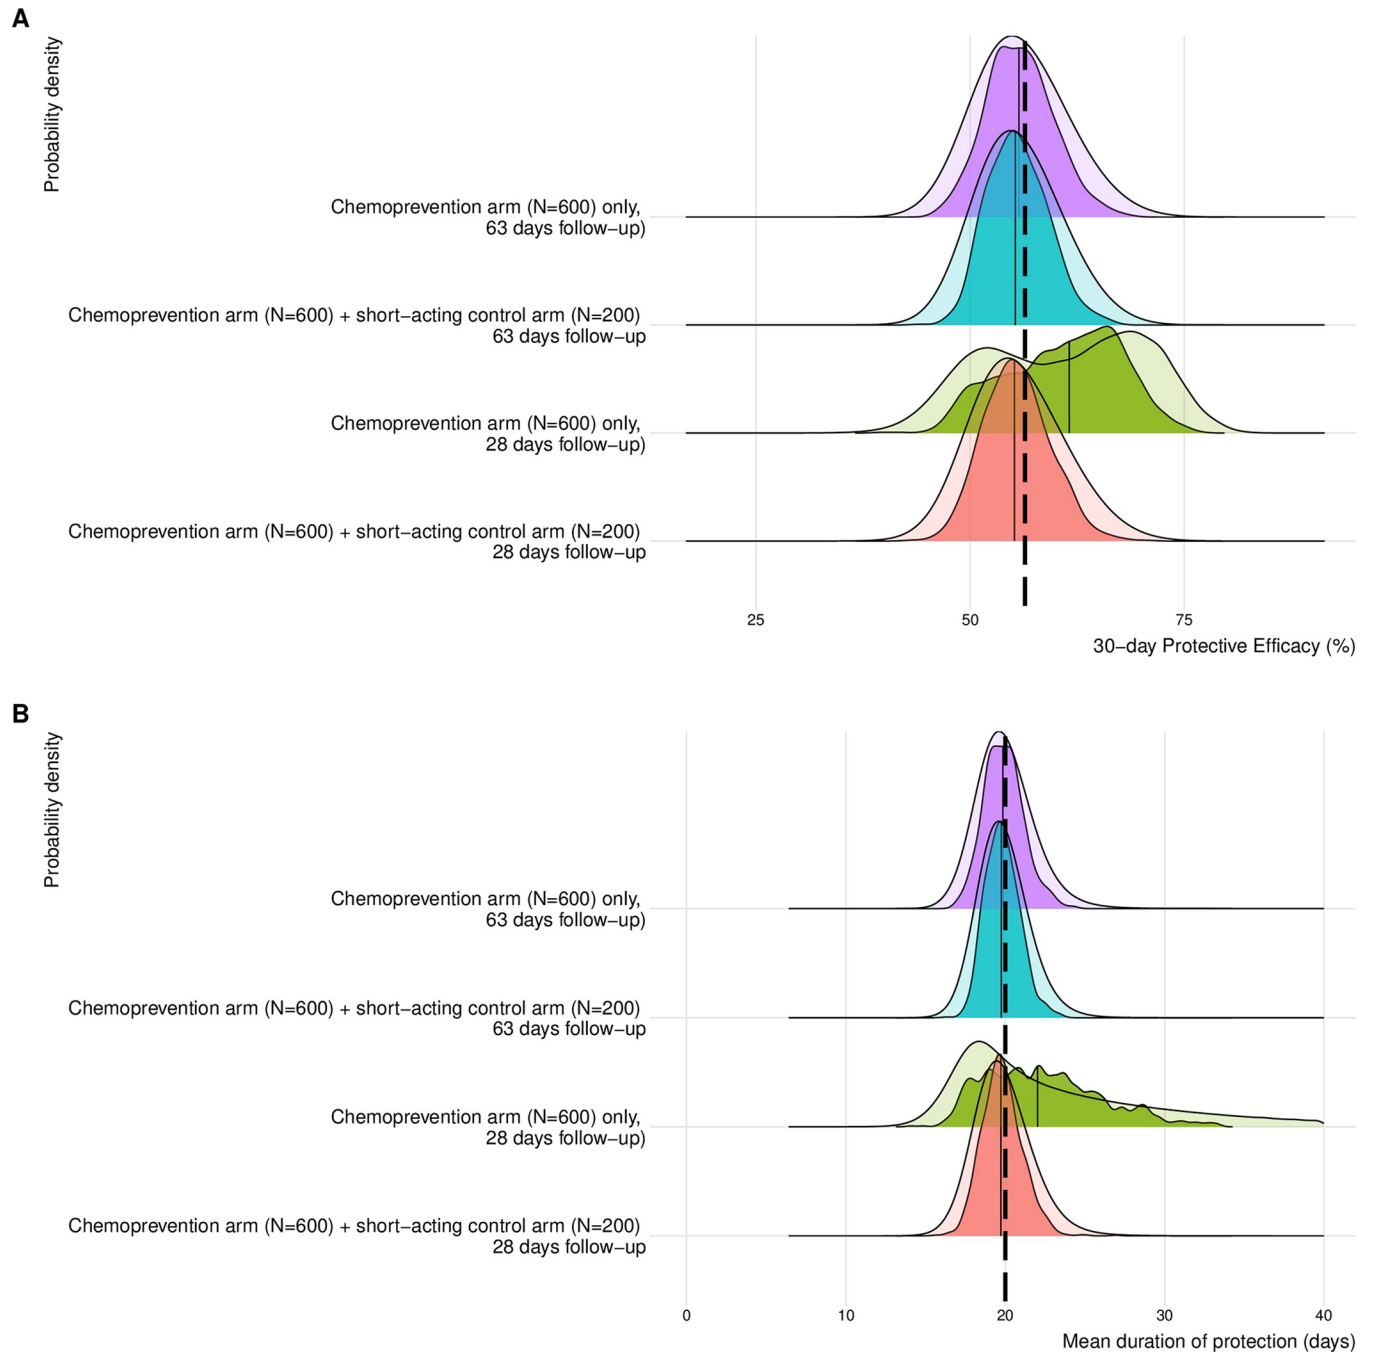 A
Probability density
Chemoprevention arm (N=600) only,
63 days follow−up)
Chemoprevention arm (N=600) + short−acting control arm (N=200)
63 days follow−up
Chemoprevention arm (N=600) only,
28 days follow−up)
Chemoprevention arm (N=600) + short−acting control arm (N=200)
28 days follow−up
25 50 75
30−day Protective Efficacy (%)
B
Probability density
Chemoprevention arm (N=600) only,
63 days follow−up)
Chemoprevention arm (N=600) + short−acting control arm (N=200)
63 days follow−up
Chemoprevention arm (N=600) only,
28 days follow−up)
Chemoprevention arm (N=600) + short−acting control arm (N=200)
28 days follow−up
0 10 20 30 40
Mean duration of protection (days)